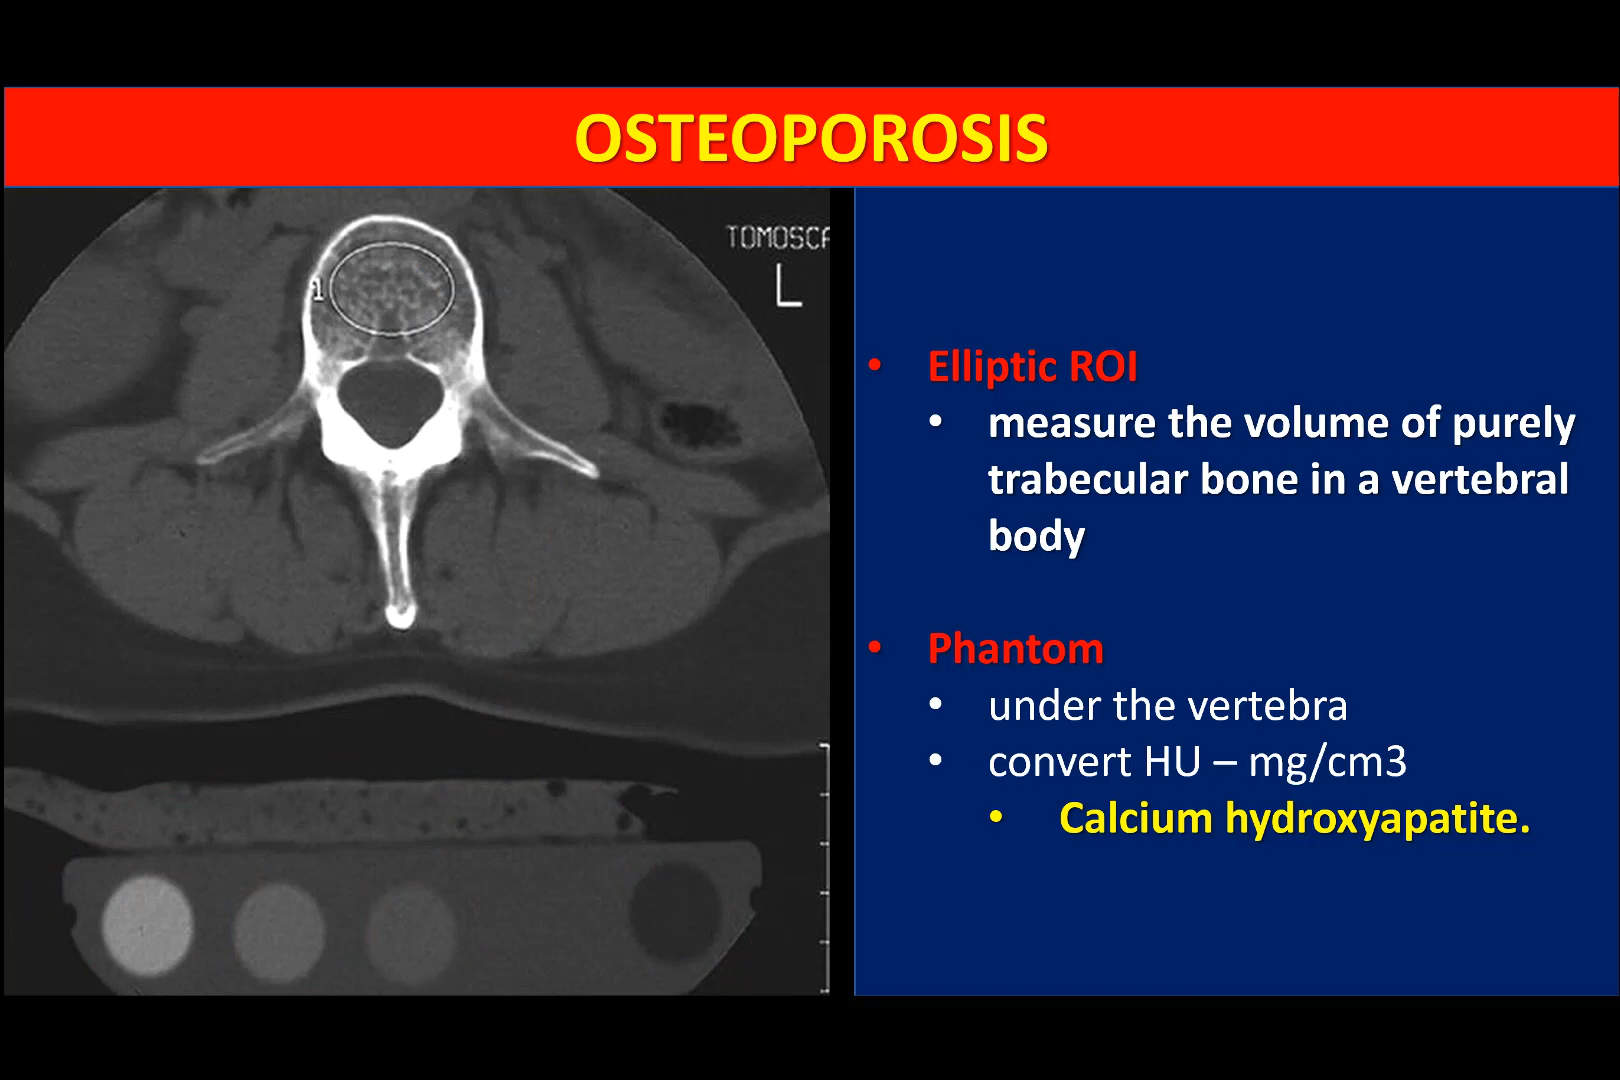 OSTEOPOROSIS
TOMOSCA
L
1
• Elliptic ROI
• measure the volume of purely
trabecular bone in a vertebral
body
• Phantom
• under the vertebra
• convert HU – mg/cm3
• Calcium hydroxyapatite.